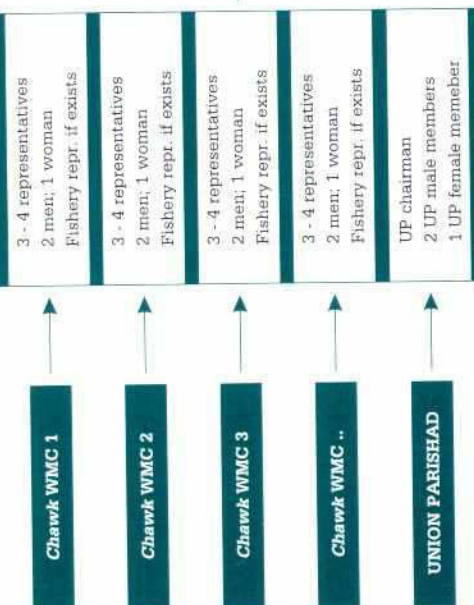 Chawk WMC 1
3 - 4 representatives
2 men; 1 woman
Fishery repr. if exists
Chawk WMC 2
3 - 4 representatives
2 men; 1 woman
Fishery repr. if exists
Chawk WMC 3
3 - 4 representatives
2 men; 1 woman
Fishery repr. if exists
Chawk WMC ..
3 - 4 representatives
2 men; 1 woman
Fishery repr. if exists
UNION PARISHAD
UP chairman
2 UP male members
1 UP female memeber